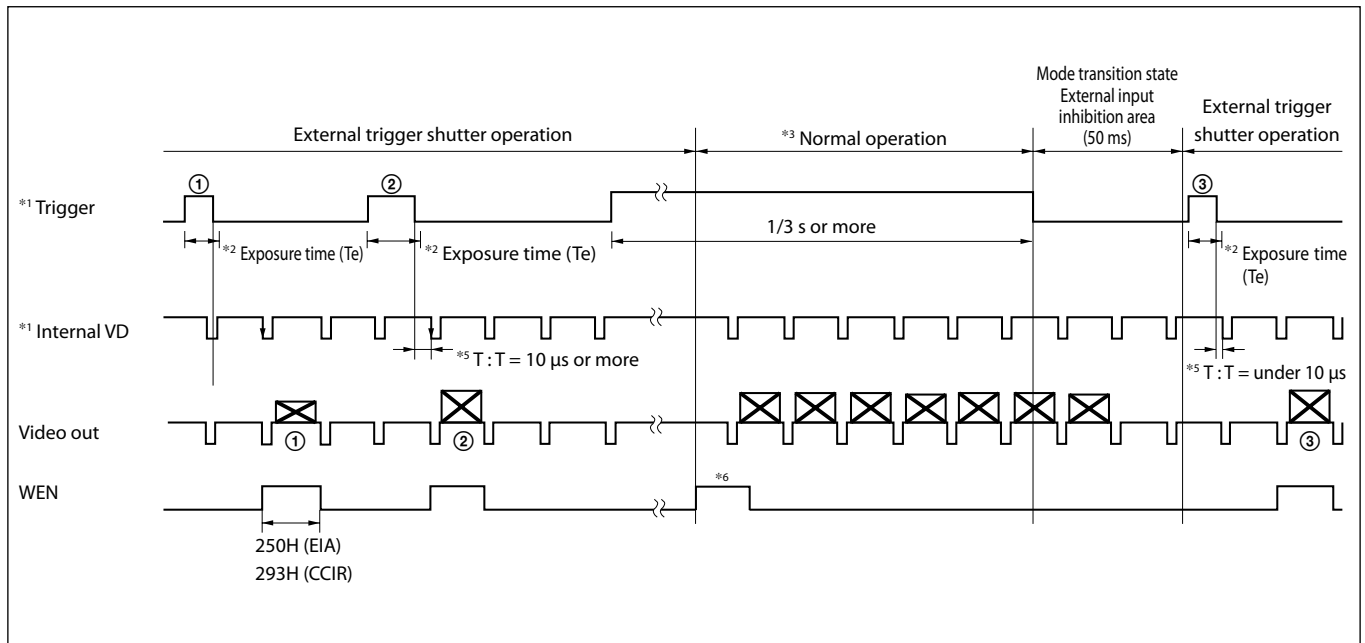 Mode transition state
External input
inhibition area
(50 ms)
External trigger
shutter operation
External trigger shutter operation
*3 Normal operation
*1 Trigger
①
②
③
1/3 s or more
*2 Exposure time (Te)
*2 Exposure time (Te)
*2 Exposure time
(Te)
*1 Internal VD
*5 T : T = 10 μs or more
*5 T : T = under 10 μs
Video out
①
②
③
WEN
*6
250H (EIA)
293H (CCIR)